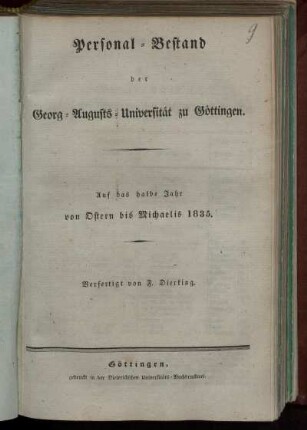 9
Personal-Bestand
der
Georg-Augusts-Universität zu Göttingen.
Auf das halbe Jahr
von Ostern bis Michaelis 1835.
Verfertigt von F. Dierking.
Göttingen,
gedruckt in der Dieterichschen Universitäts-Buchdruckerei.